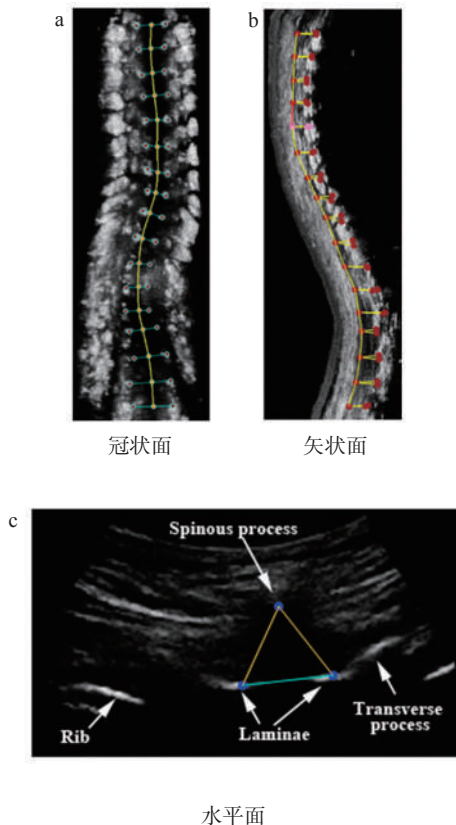 a
b
冠状面
矢状面
c
Spinous process
Rib
Laminae
Transverse
process
水平面